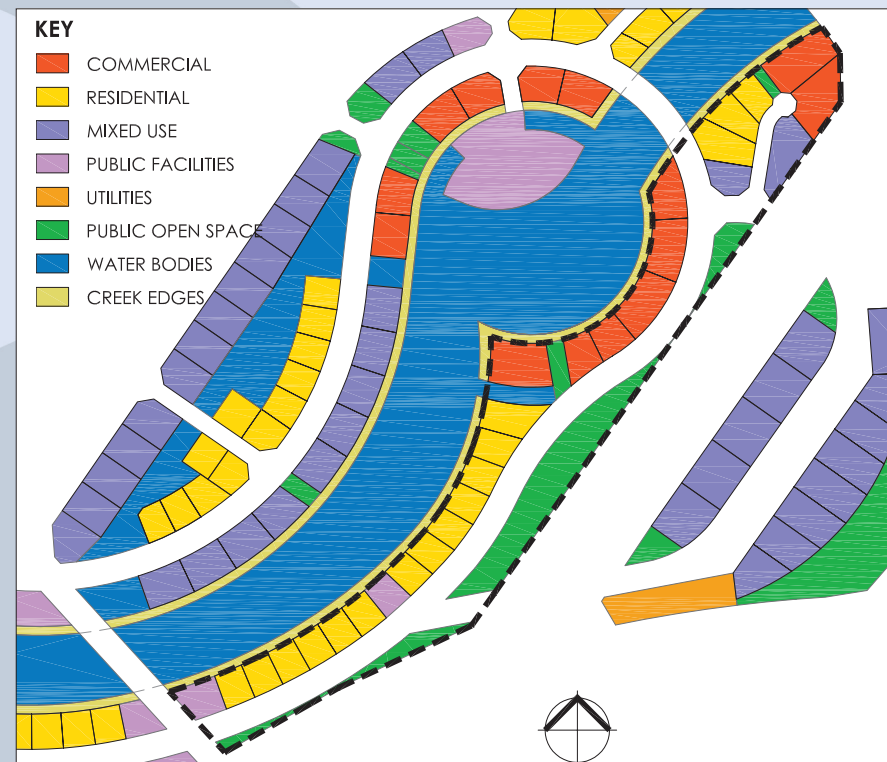 KEY
COMMERCIAL
RESIDENTIAL
MIXED USE
PUBLIC FACILITIES
UTILITIES
PUBLIC OPEN SPACE
WATER BODIES
CREEK EDGES